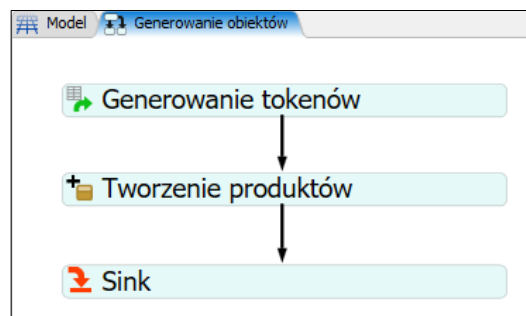 Model Generowanie obiektów
Generowanie tokenów
Tworzenie produktów
Sink